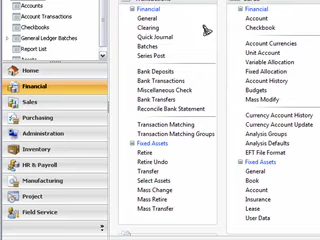 Accounts
Account Transactions
Checkbooks
General Ledger Batches
Report List
Home
Financial
Sales
Purchasing
Administration
Inventory
HR & Payroll
Manufacturing
Project
Field Service
Financial
General
Clearing
Quick Journal
Batches
Series Post
Bank Deposits
Bank Transactions
Miscellaneous Check
Bank Transfers
Reconcile Bank Statement
Transaction Matching
Transaction Matching Groups
Fixed Assets
Retire
Retire Undo
Transfer
Select Assets
Mass Change
Mass Retire
Mass Transfer
Financial
Account
Checkbook
Account Currencies
Unit Account
Variable Allocation
Fixed Allocation
Account History
Budgets
Mass Modify
Currency Account History
Currency Account Update
Analysis Groups
Analysis Defaults
EFT File Format
Fixed Assets
General
Book
Account
Insurance
Lease
User Data